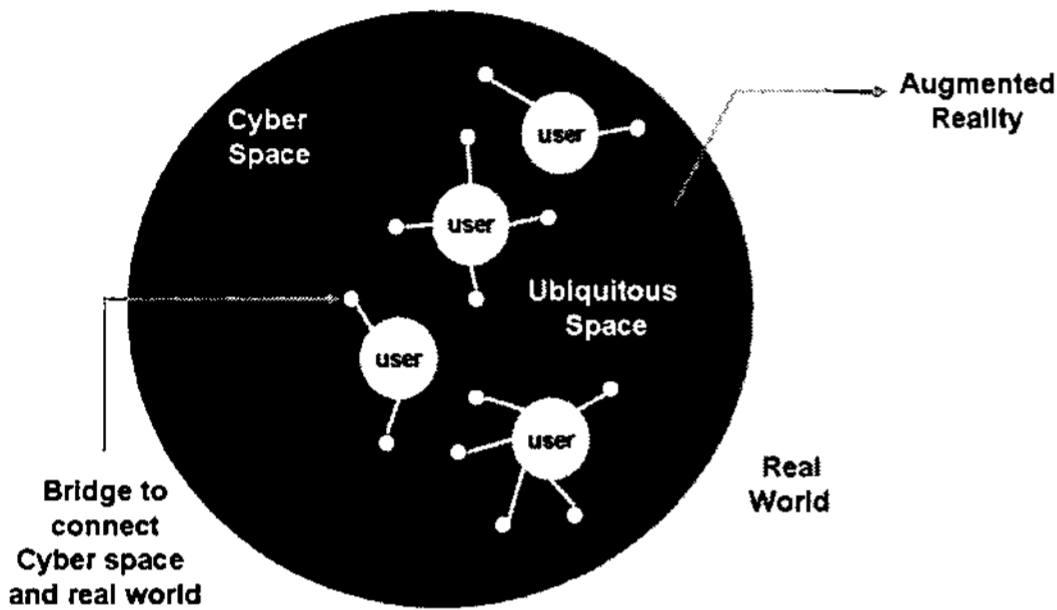 Cyber
Space
user
Augmented
Reality
user
Ubiquitous
Space
user
user
Real
World
Bridge to
connect
Cyber space
and real world